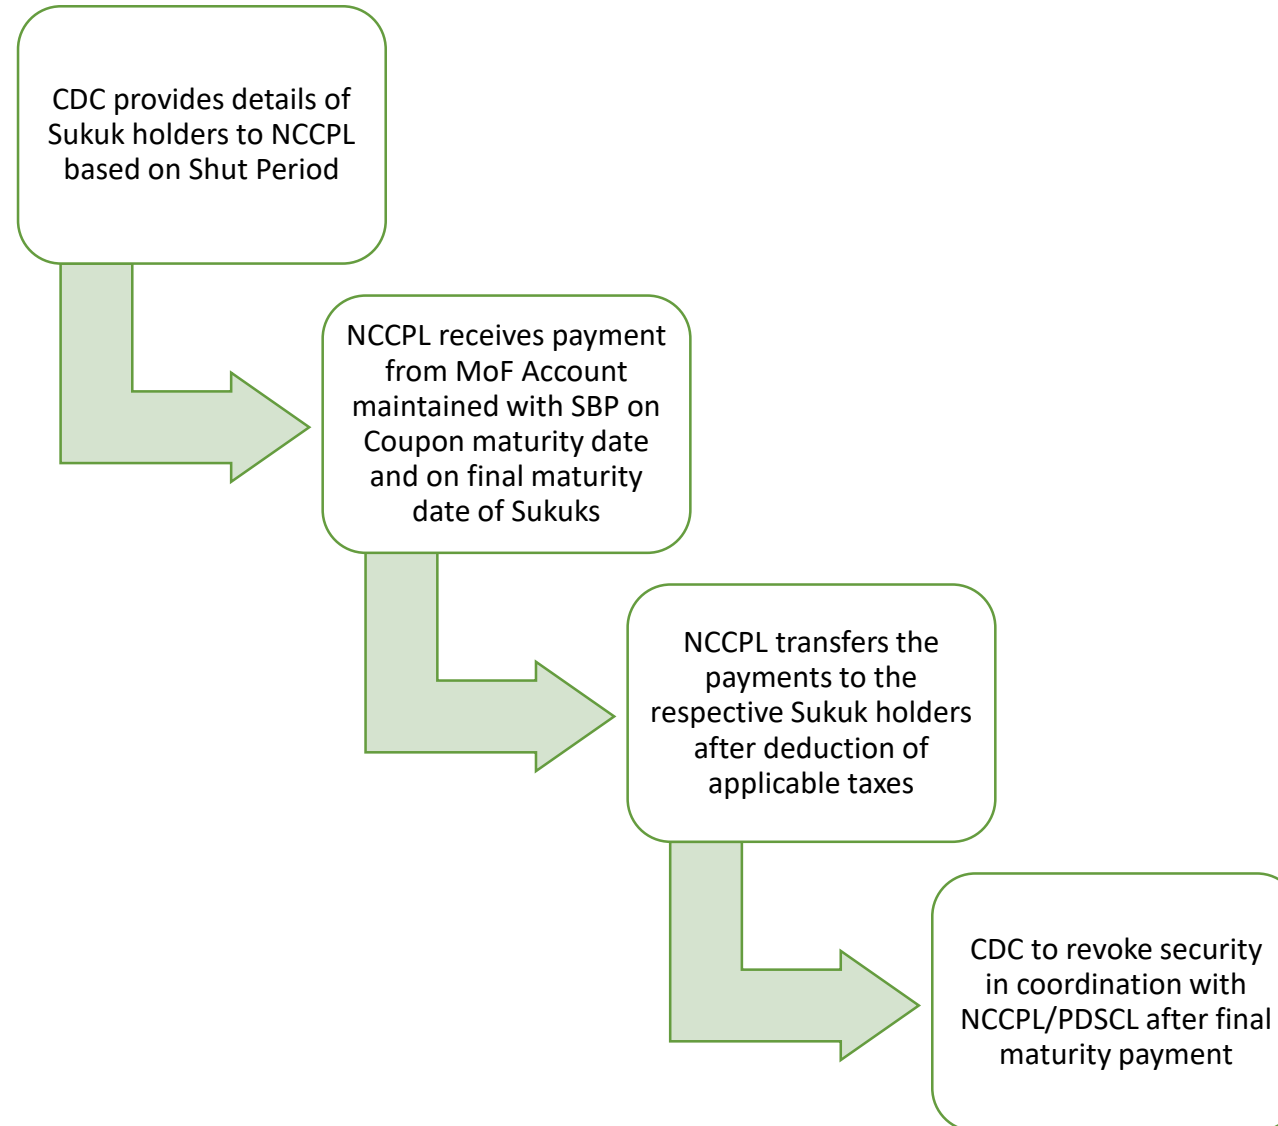 CDC provides details of
Sukuk holders to NCCPL
based on Shut Period
NCCPL receives payment
from MoF Account
maintained with SBP on
Coupon maturity date
and on final maturity
date of Sukuks
NCCPL transfers the
payments to the
respective Sukuk holders
after deduction of
applicable taxes
CDC to revoke security
in coordination with
NCCPL/PDSCL after final
maturity payment